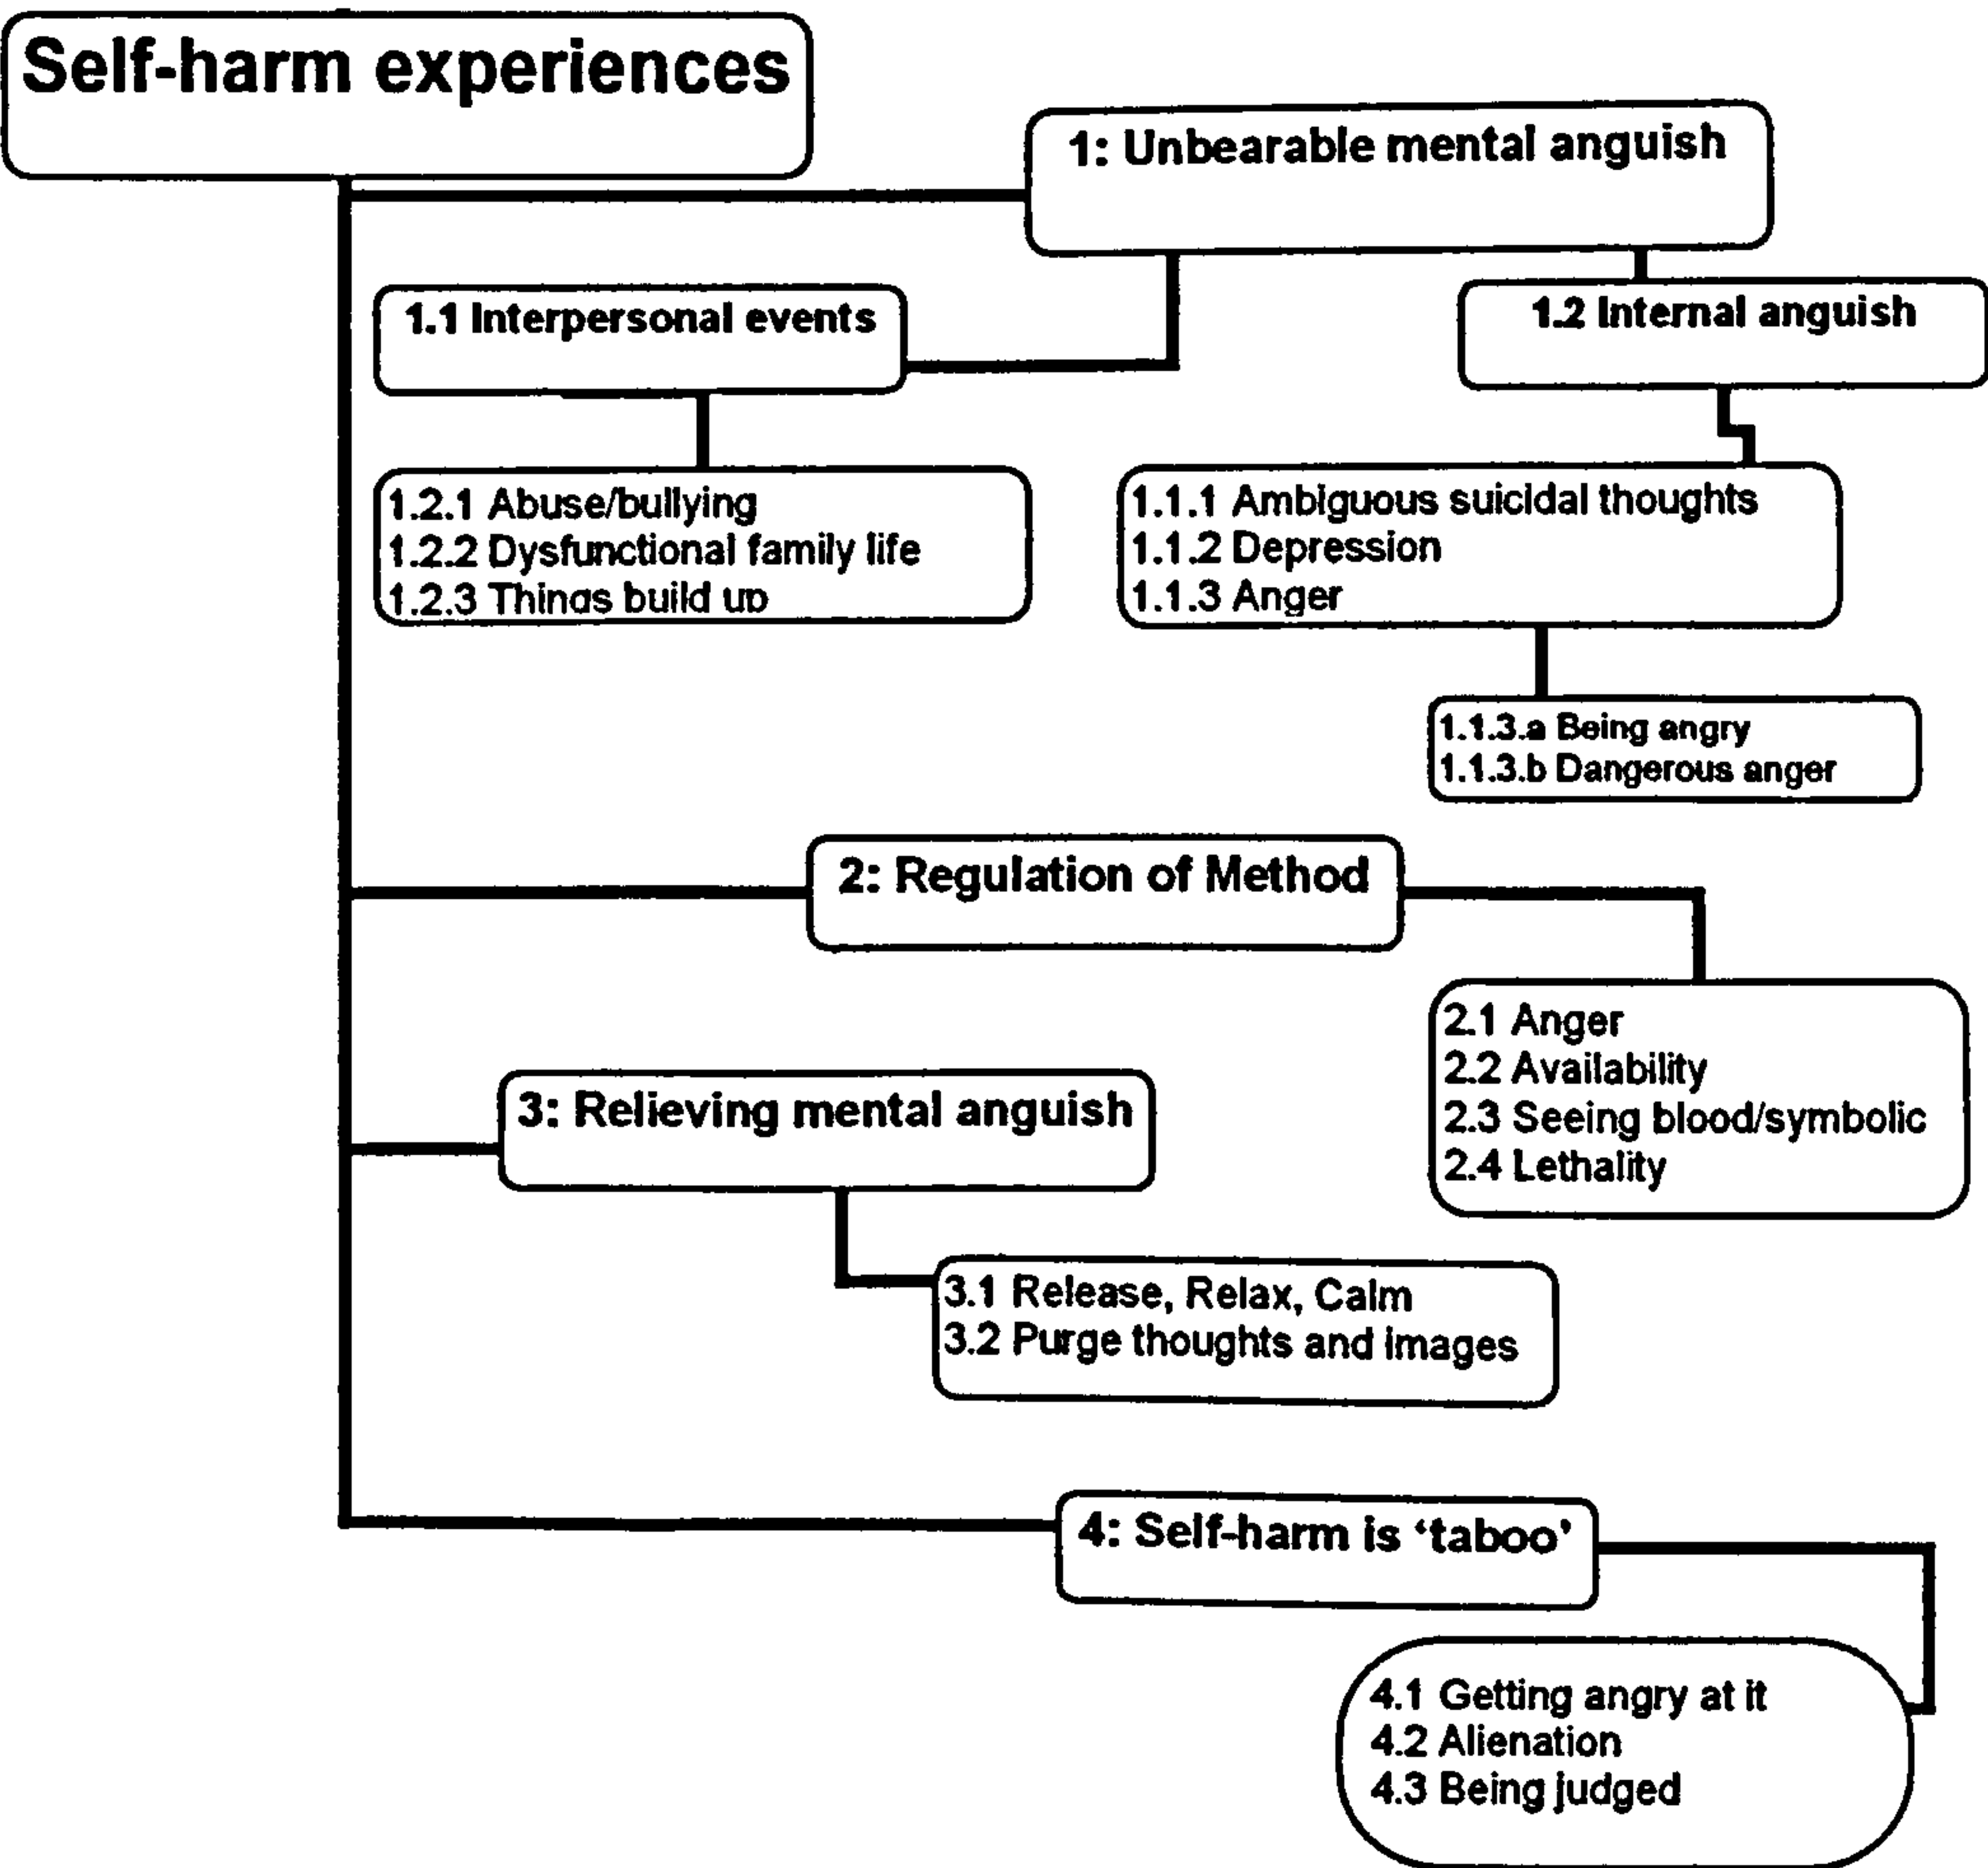 Self-harm experiences
1: Unbearable mental anguish
1.1 Interpersonal events
1.2 Internal anguish
1.2.1 Abuse/bullying
1.2.2 Dysfunctional family life
1.2.3 Things build up
1.1.1 Ambiguous suicidal thoughts
1.1.2 Depression
1.1.3 Anger
1.1.3.a Being angry
1.1.3.b Dangerous anger
2: Regulation of Method
2.1 Anger
2.2 Availability
2.3 Seeing blood/symbolic
2.4 Lethality
3: Relieving mental anguish
3.1 Release, Relax, Calm
3.2 Purge thoughts and images
4: Self-harm is ‘taboo’
4.1 Getting angry at it
4.2 Alienation
4.3 Being judged